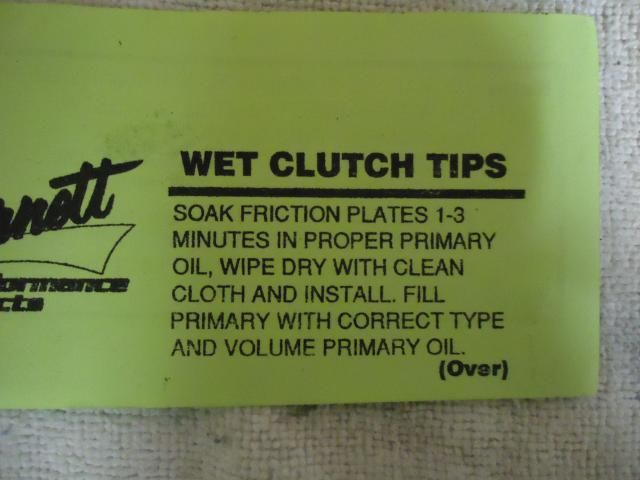 WET CLUTCH TIPS
SOAK FRICTION PLATES 1-3
MINUTES IN PROPER PRIMARY
OIL, WIPE DRY WITH CLEAN
CLOTH AND INSTALL. FILL
PRIMARY WITH CORRECT TYPE
AND VOLUME PRIMARY OIL.
(Over)